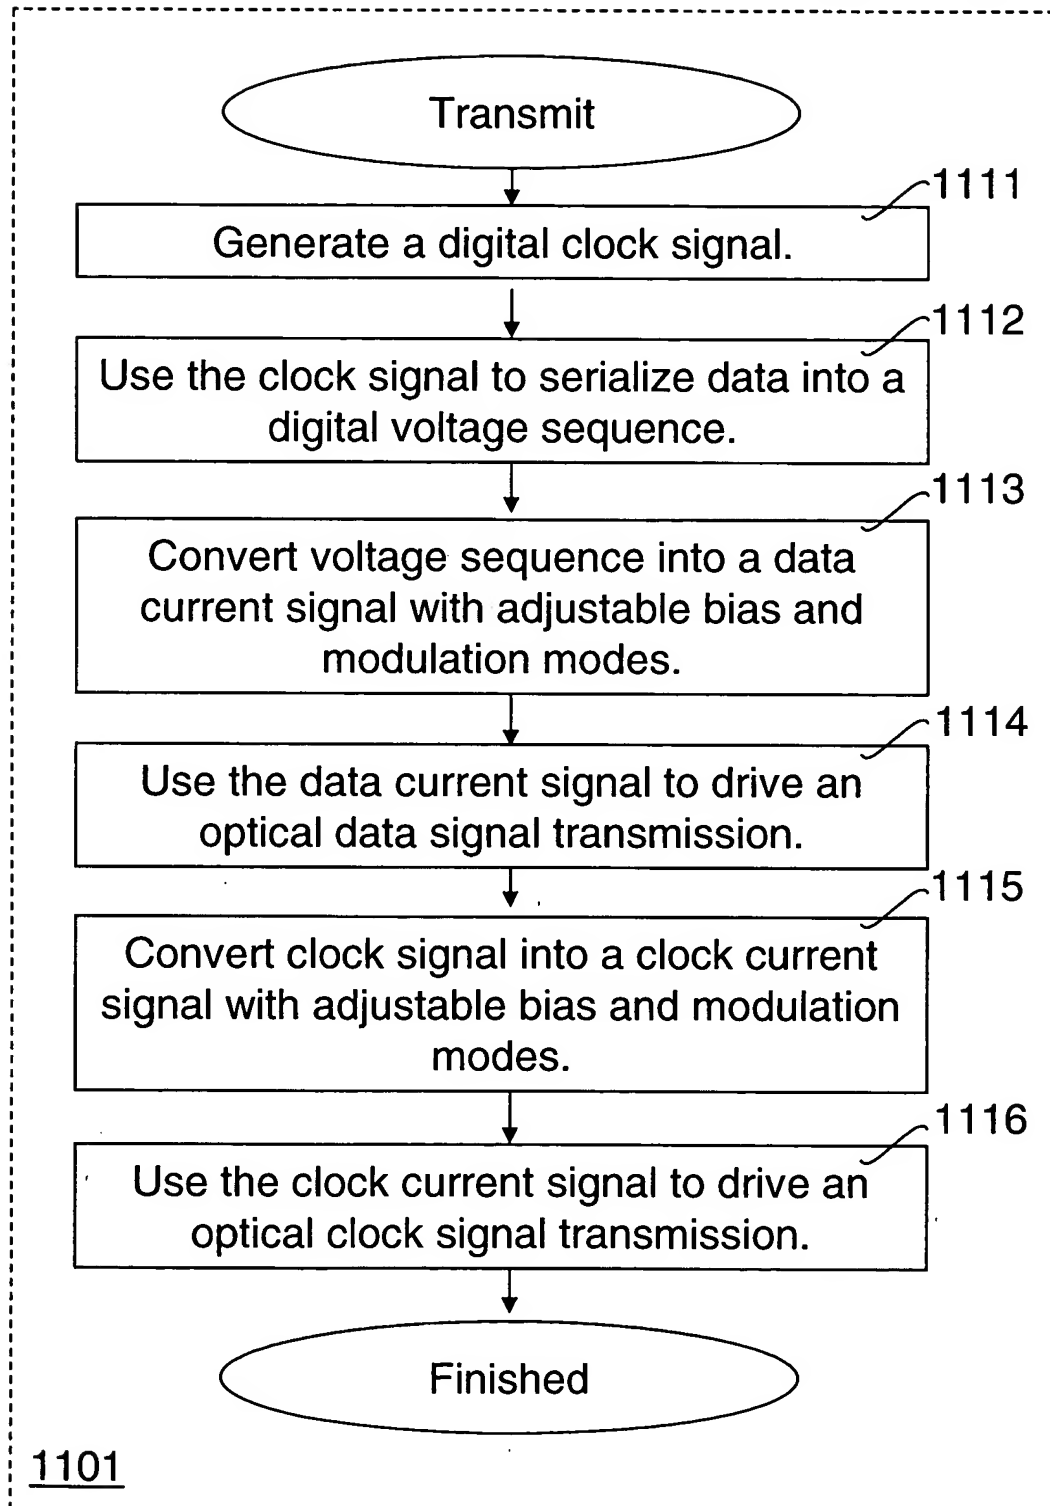 Transmit
1111
Generate a digital clock signal.
1112
Use the clock signal to serialize data into a
digital voltage sequence.
1113
Convert voltage sequence into a data
current signal with adjustable bias and
modulation modes.
1114
Use the data current signal to drive an
optical data signal transmission.
1115
Convert clock signal into a clock current
signal with adjustable bias and modulation
modes.
1116
Use the clock current signal to drive an
optical clock signal transmission.
Finished
1101